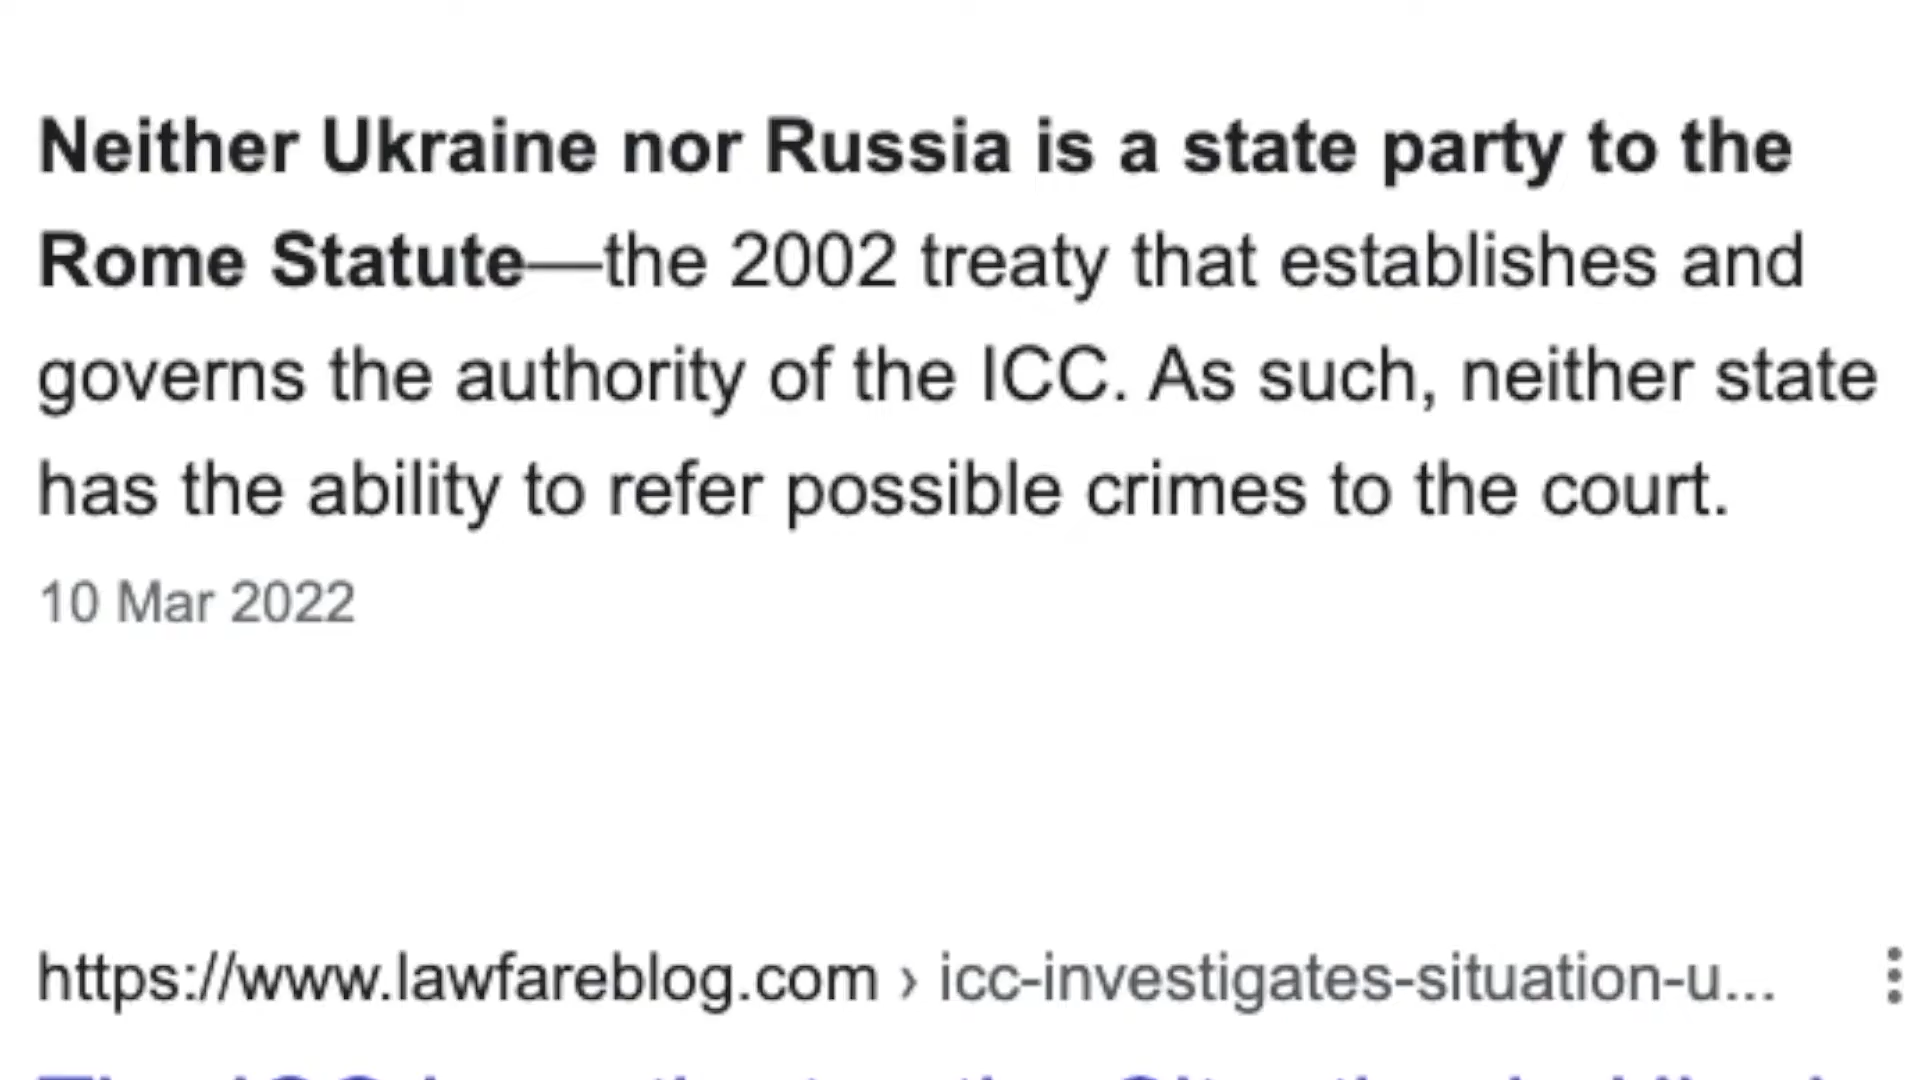 Neither Ukraine nor Russia is a state party to the
Rome Statute—the 2002 treaty that establishes and
governs the authority of the ICC. As such, neither state
has the ability to refer possible crimes to the court.
10 Mar 2022
https://www.lawfareblog.com › icc-investigates-situation-u...